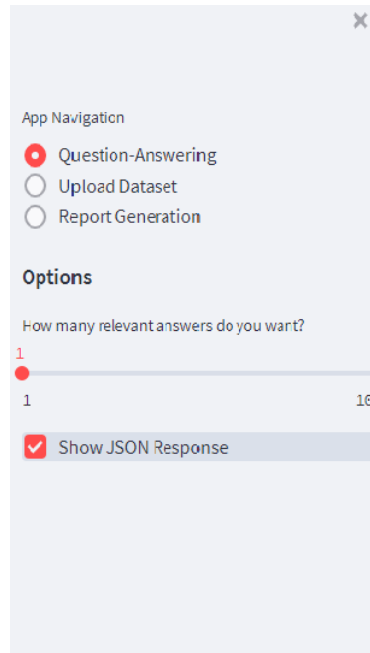 App Navigation
Question-Answering
Upload Dataset
Report Generation
Options
How many relevant answers do you want?
1
1 10
Show JSON Response